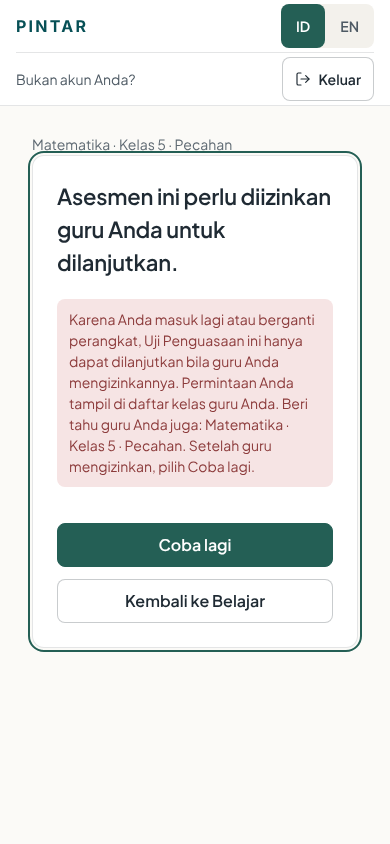 PINTAR
ID
EN
Bukan akun Anda?
Keluar
Matematika · Kelas 5 · Pecahan
Asesmen ini perlu diizinkan
guru Anda untuk
dilanjutkan.
Karena Anda masuk lagi atau berganti
perangkat, Uji Penguasaan ini hanya
dapat dilanjutkan bila guru Anda
mengizinkannya. Permintaan Anda
tampil di daftar kelas guru Anda. Beri
tahu guru Anda juga: Matematika ·
Kelas 5 · Pecahan. Setelah guru
mengizinkan, pilih Coba lagi.
Coba lagi
Kembali ke Belajar